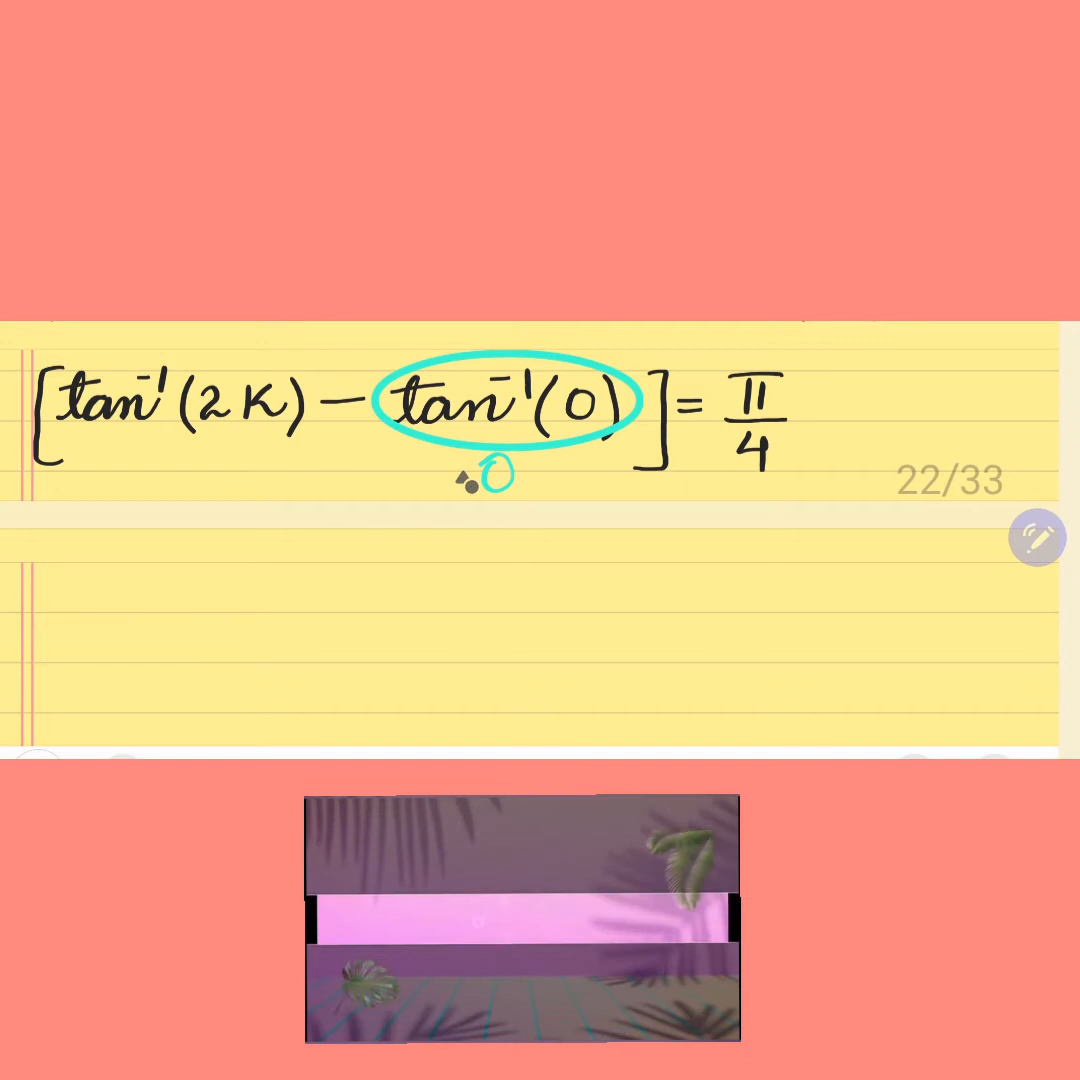 [tan⁻¹(2K) − tan⁻¹(0)] = π/4
0
22/33